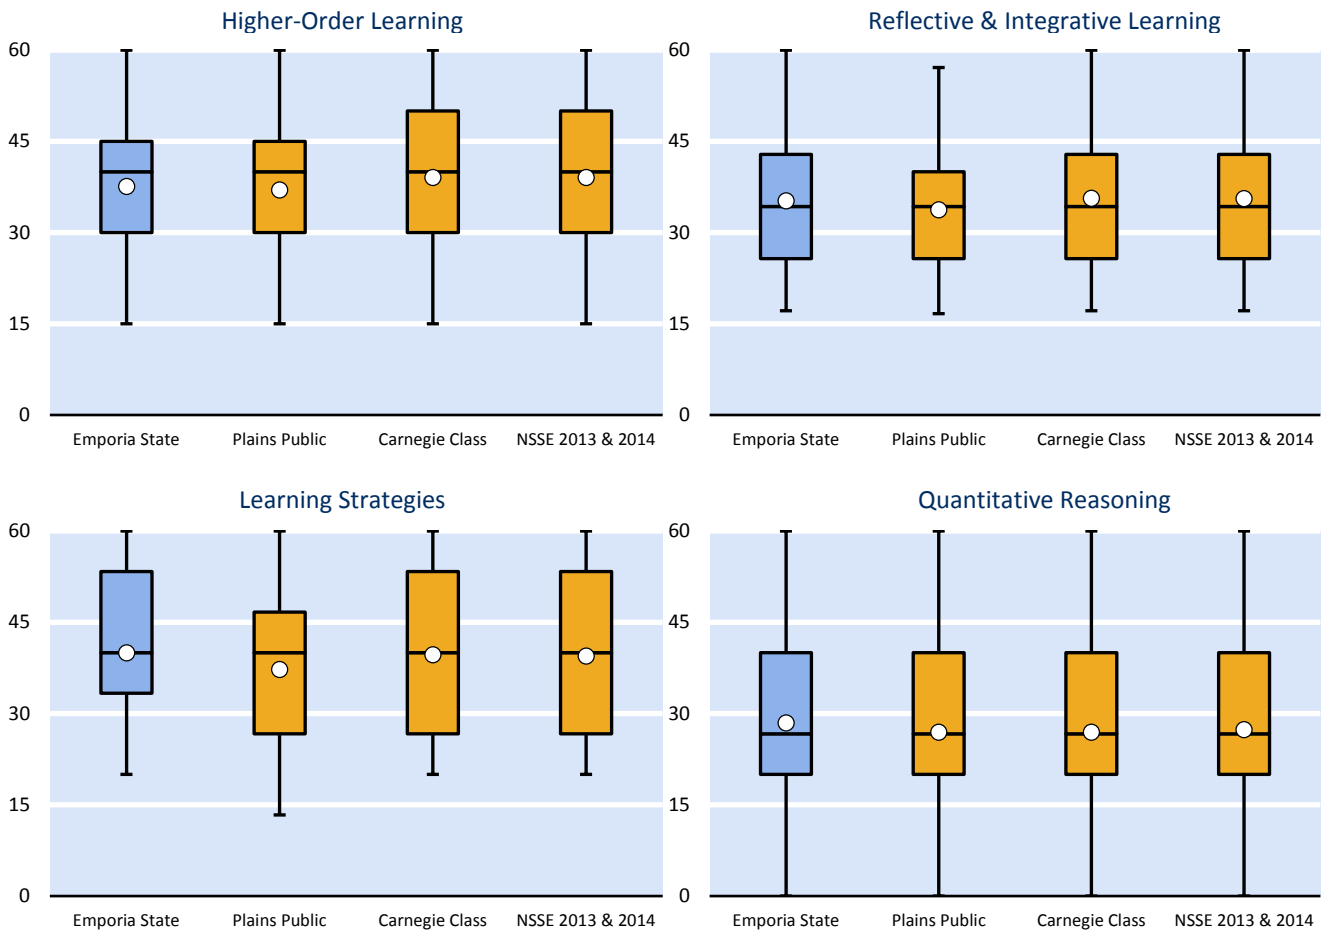 Higher-Order Learning
60
45
30
15
0
Emporia State Plains Public Carnegie Class NSSE 2013 & 2014
Reflective & Integrative Learning
60
45
30
15
0
Emporia State Plains Public Carnegie Class NSSE 2013 & 2014
Learning Strategies
60
45
30
15
0
Emporia State Plains Public Carnegie Class NSSE 2013 & 2014
Quantitative Reasoning
60
45
30
15
0
Emporia State Plains Public Carnegie Class NSSE 2013 & 2014